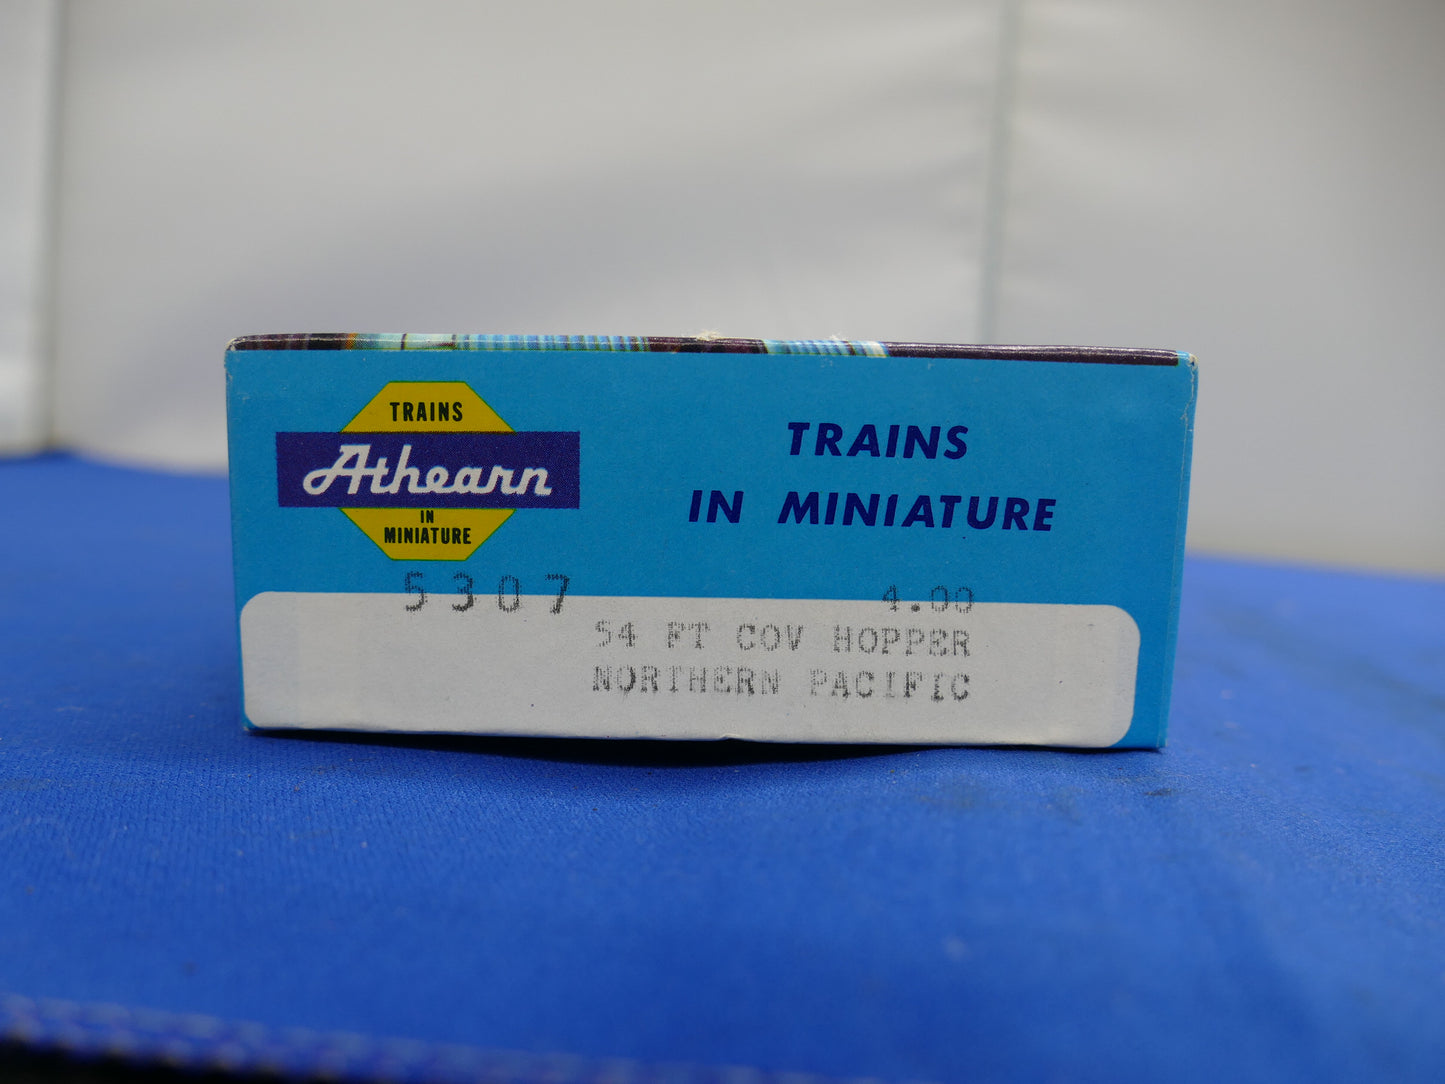 TRAINS
Athearn
IN
MINIATURE
TRAINS
IN MINIATURE
5307 4.00
54 FT COV HOPPER
NORTHERN PACIFIC